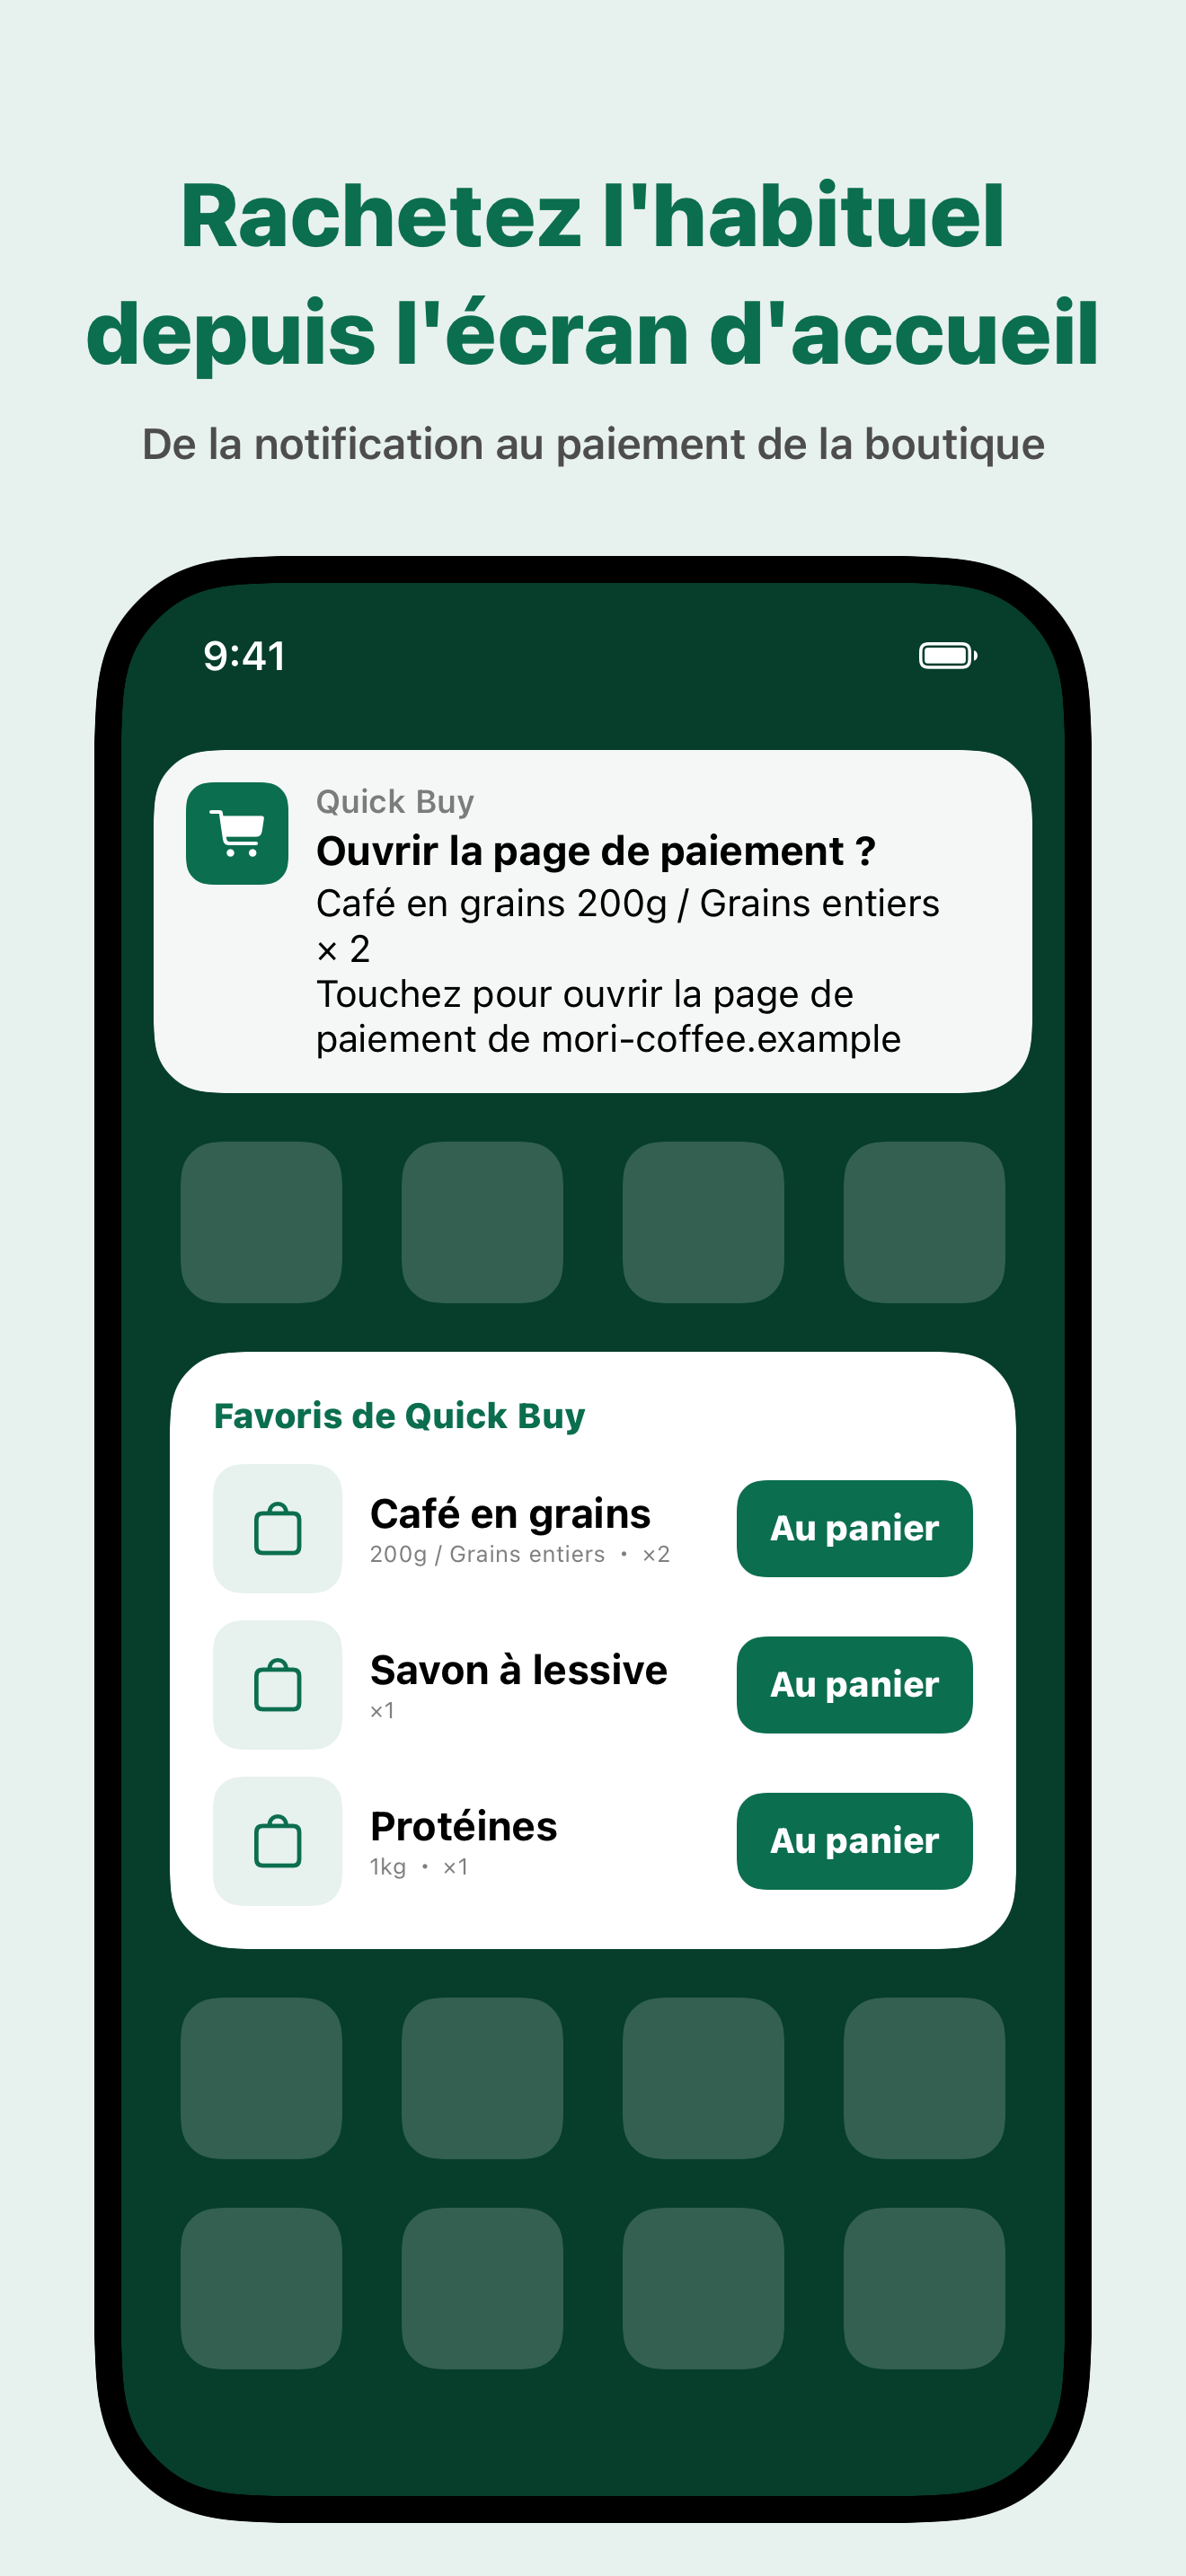 Rachetez l'habituel
depuis l'écran d'accueil
De la notification au paiement de la boutique
9:41
Quick Buy
Ouvrir la page de paiement ?
Café en grains 200g / Grains entiers
× 2
Touchez pour ouvrir la page de
paiement de mori-coffee.example
Favoris de Quick Buy
Café en grains
200g / Grains entiers ・ ×2
Au panier
Savon à lessive
×1
Au panier
Protéines
1kg ・ ×1
Au panier